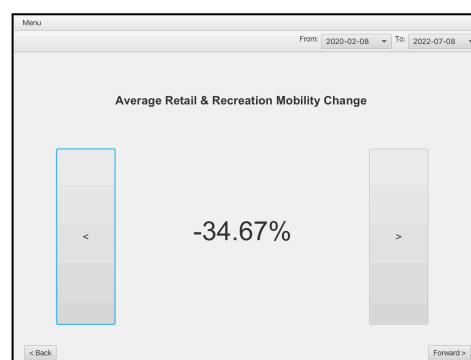 Menu
From: 2020-02-08 To: 2022-07-08
Average Retail & Recreation Mobility Change
< -34.67% >
< Back Forward >